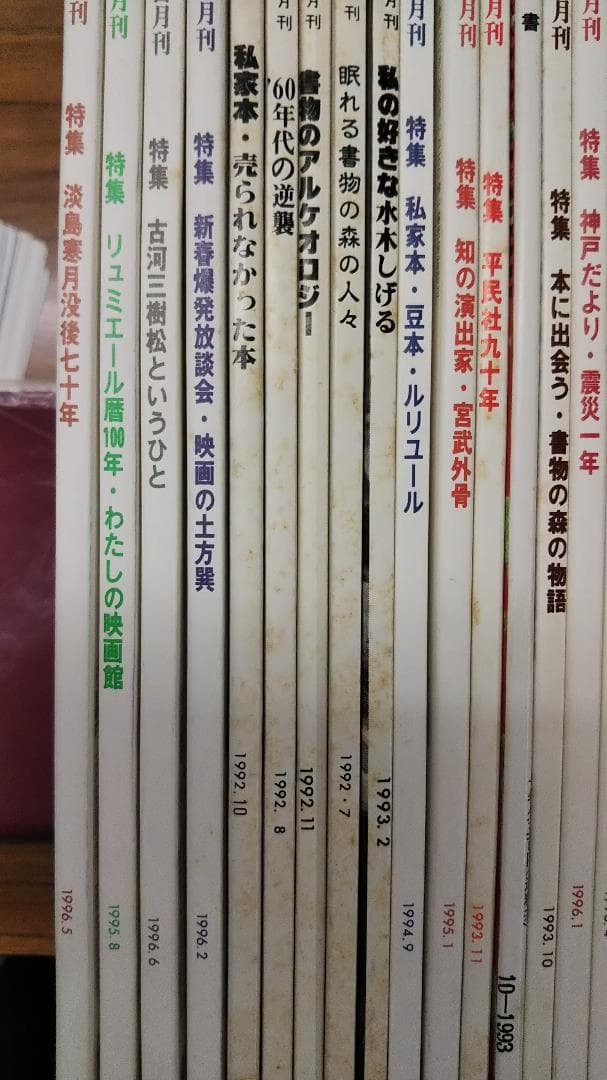 刊
特集 淡島寒月没後七十年
1996.5
月刊
特集 リュミエール暦100年・わたしの映画館
1995.8
月刊
特集 古河三樹松というひと
1996.6
月刊
特集 新春爆発放談会・映画の土方巽
1996.2
私家本・売られなかった本
1992.10
月刊
'60年代の逆襲
1992.8
月刊
書物のアルケオロジー
1992.11
刊
眠れる書物の森の人々
1992・7
月刊
私の好きな水木しげる
1993.2
月刊
特集 私家本・豆本・ルリユール
1994.9
月刊
特集 知の演出家・宮武外骨
1995.1
月刊
特集 平民社九十年
1993.11
書
10―1993
月刊
特集 本に出会う・書物の森の物語
1993.10
月刊
特集 神戸だより・震災一年
1996.1